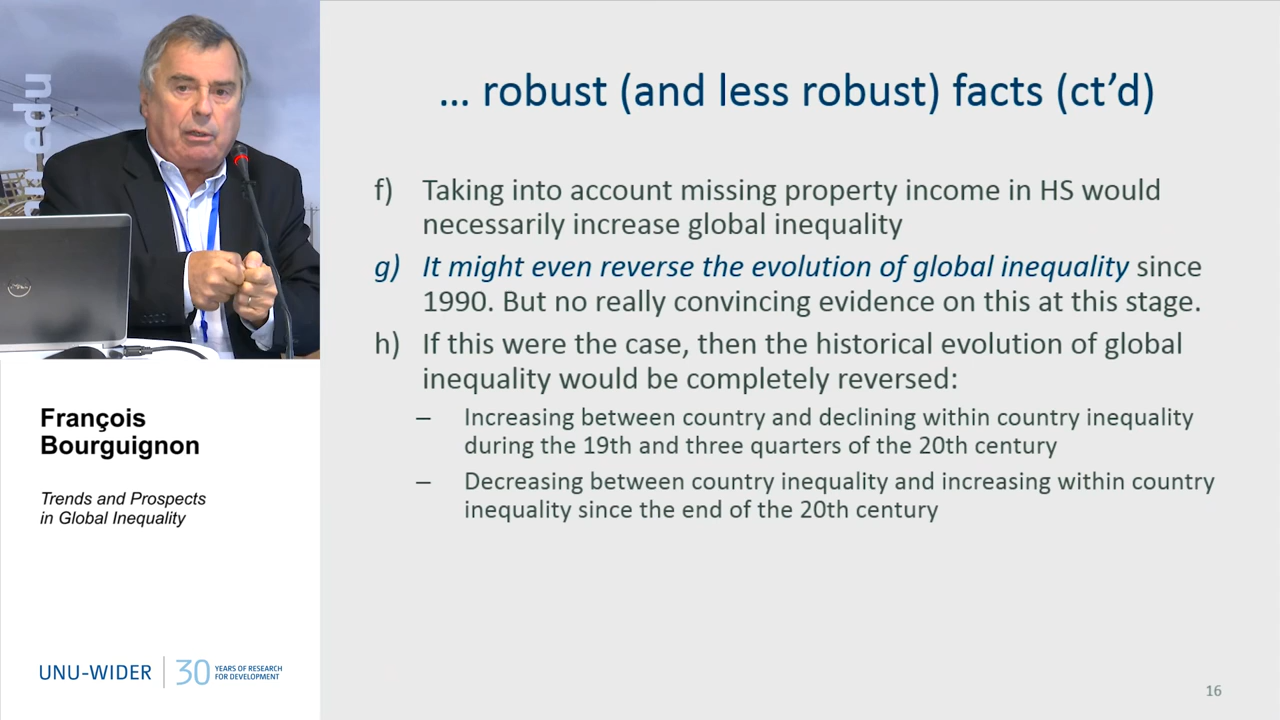 … robust (and less robust) facts (ct’d)
f) Taking into account missing property income in HS would
necessarily increase global inequality
g) It might even reverse the evolution of global inequality since
1990. But no really convincing evidence on this at this stage.
h) If this were the case, then the historical evolution of global
inequality would be completely reversed:
– Increasing between country and declining within country inequality
during the 19th and three quarters of the 20th century
– Decreasing between country inequality and increasing within country
inequality since the end of the 20th century
16
François
Bourguignon
Trends and Prospects
in Global Inequality
UNU-WIDER
30 YEARS OF RESEARCH
FOR DEVELOPMENT